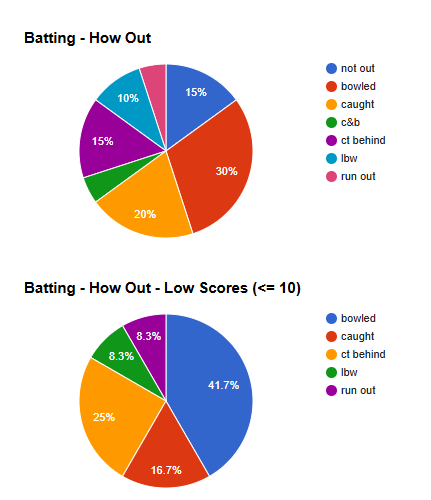 Batting - How Out
not out
bowled
caught
c&b
ct behind
lbw
run out
15%
30%
20%
15%
10%
Batting - How Out - Low Scores (<= 10)
bowled
caught
ct behind
lbw
run out
41.7%
16.7%
25%
8.3%
8.3%